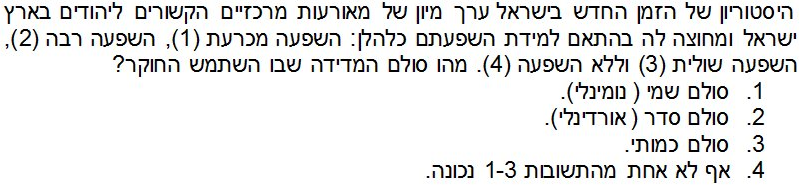 היסטוריון של הזמן החדש בישראל ערך מיון של מאורעות מרכזיים הקשורים ליהודים בארץ
ישראל ומחוצה לה בהתאם למידת השפעתם כלהלן: השפעה מכרעת (1), השפעה רבה (2),
השפעה שולית (3) וללא השפעה (4). מהו סולם המדידה שבו השתמש החוקר?
1. סולם שמי ( נומינלי).
2. סולם סדר ( אורדינלי).
3. סולם כמותי.
4. אף לא אחת מהתשובות 1-3 נכונה.